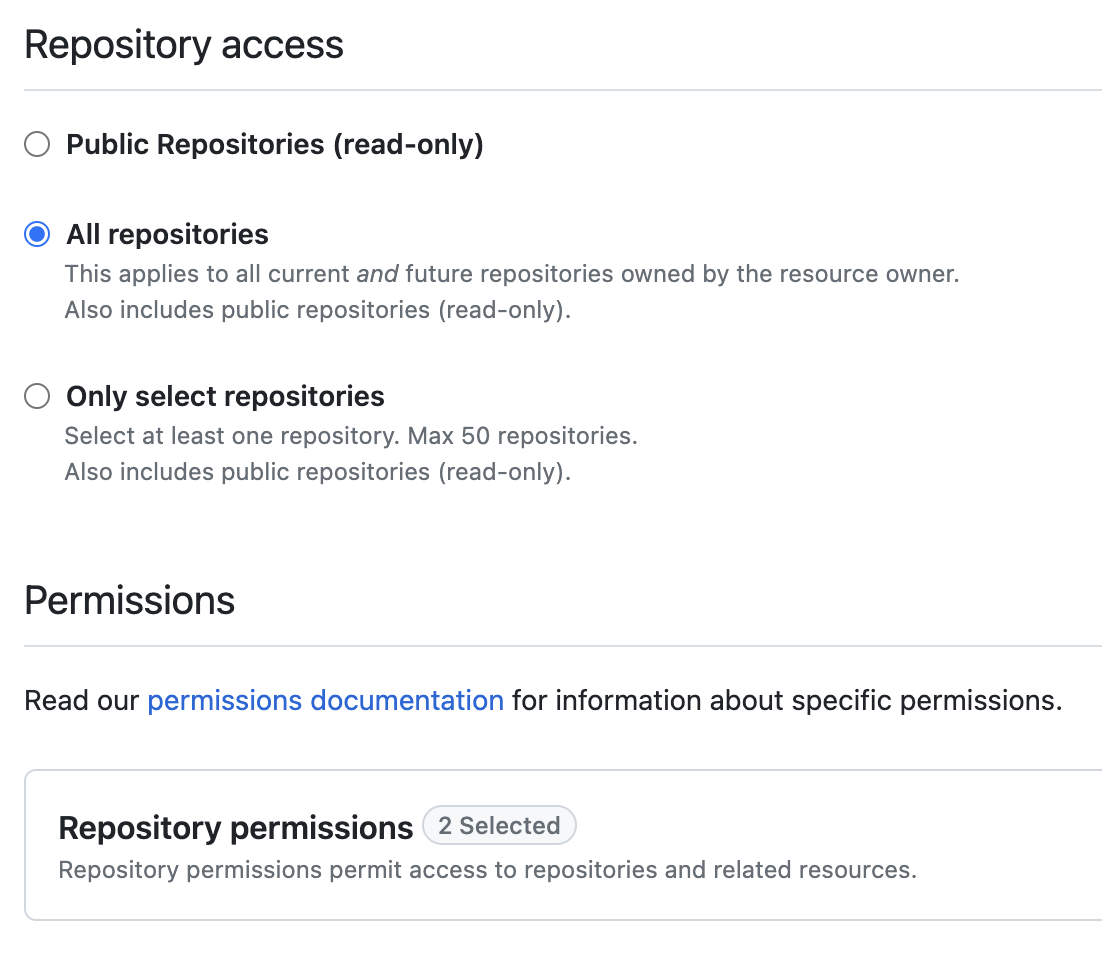 Repository access
Public Repositories (read-only)
All repositories
This applies to all current and future repositories owned by the resource owner.
Also includes public repositories (read-only).
Only select repositories
Select at least one repository. Max 50 repositories.
Also includes public repositories (read-only).
Permissions
Read our permissions documentation for information about specific permissions.
Repository permissions 2 Selected
Repository permissions permit access to repositories and related resources.